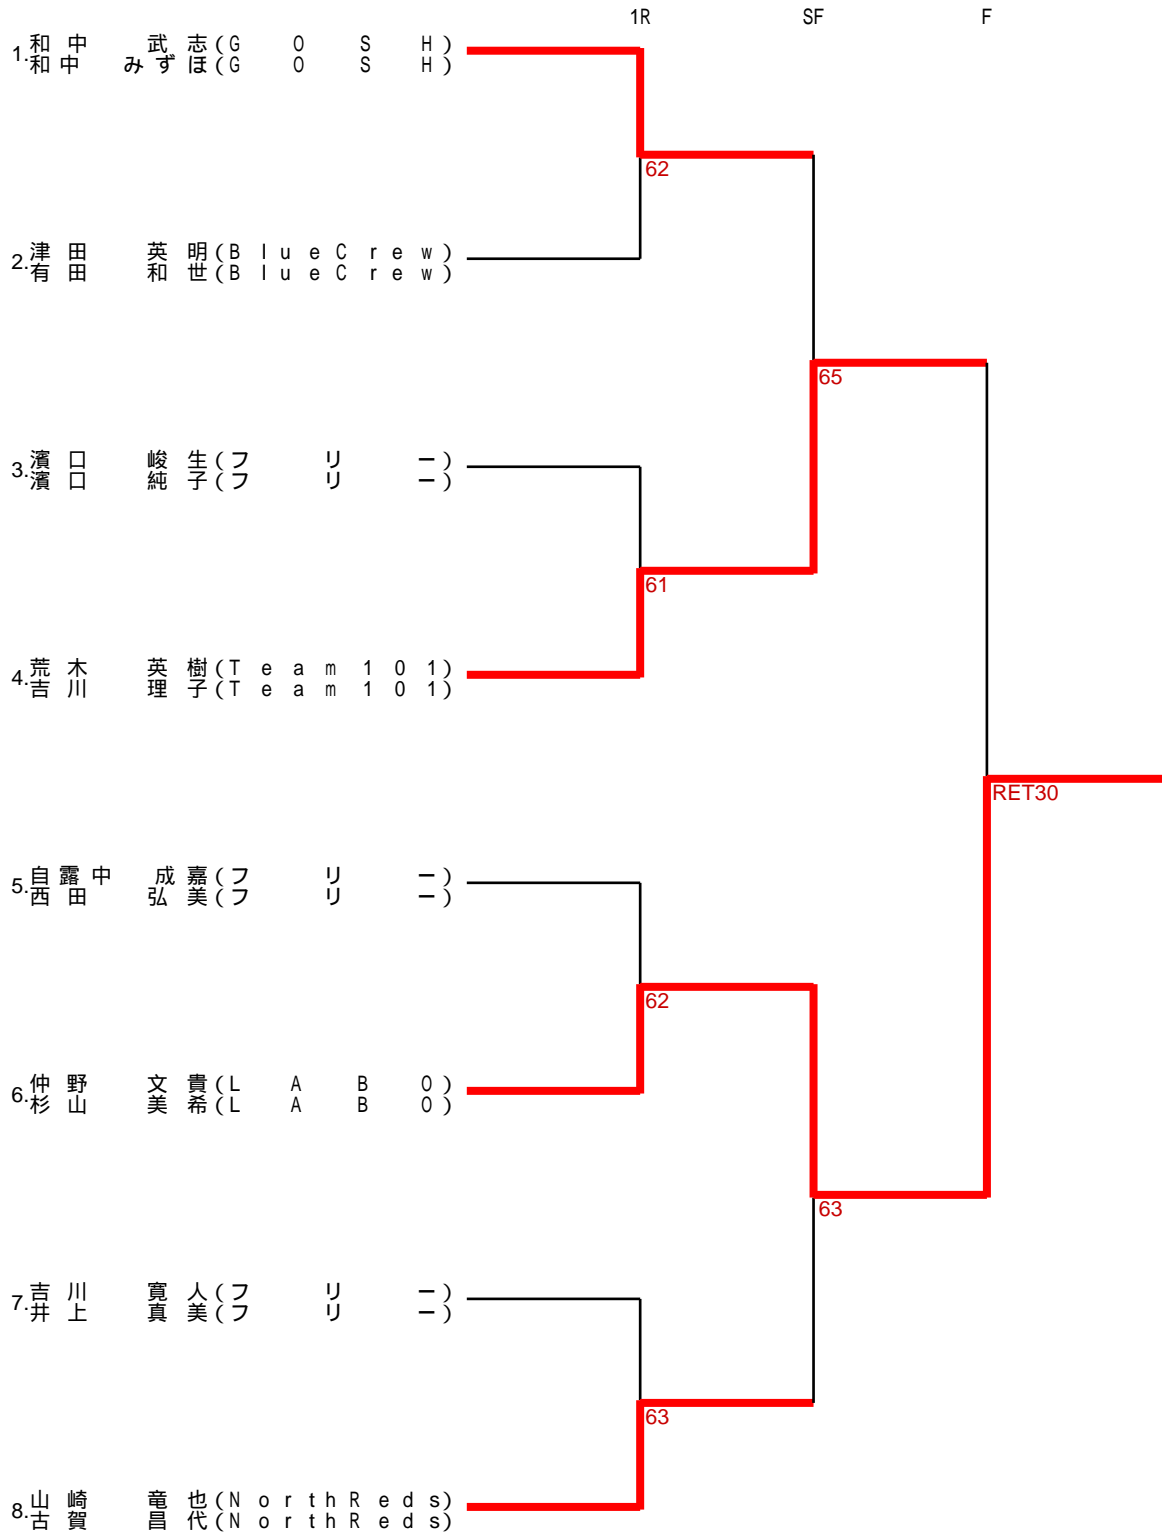 1R SF F
1.和中 武志(GOSH)
和中 みずほ(GOSH)
62
2.津田 英明(BlueCrew)
有田 和世(BlueCrew)
65
3.濱口 峻生(フリー)
濱口 純子(フリー)
61
4.荒木 英樹(Team101)
吉川 理子(Team101)
RET30
5.自露中 成嘉(フリー)
西田 弘美(フリー)
62
6.仲野 文貴(LABO)
杉山 美希(LABO)
63
7.吉川 寛人(フリー)
井上 真美(フリー)
63
8.山崎 竜也(NorthReds)
古賀 昌代(NorthReds)